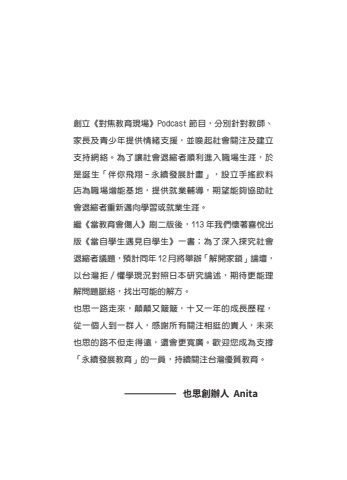 創立《對焦教育現場》Podcast 節目，分別針對教師、
家長及青少年提供情緒支援，並喚起社會關注及建立
支持網絡。為了讓社會退縮者順利進入職場生涯，於
是誕生「伴你飛翔–永續發展計畫」，設立手搖飲料
店為職場增能基地，提供就業輔導，期望能夠協助社
會退縮者重新邁向學習或就業生涯。
繼《當教育會傷人》刷二版後，113 年我們懷著喜悅出
版《當自學生遇見自學生》一書；為了深入探究社會
退縮者議題，預計同年 12 月將舉辦「解開家鎖」論壇，
以台灣拒 / 懼學現況對照日本研究論述，期待更能理
解問題脈絡，找出可能的解方。
也思一路走來，顛顛又簸簸，十又一年的成長歷程，
從一個人到一群人，感謝所有關注相挺的貴人，未來
也思的路不但走得遠，還會更寬廣。歡迎您成為支撐
「永續發展教育」的一員，持續關注台灣優質教育。
也思創辦人 Anita